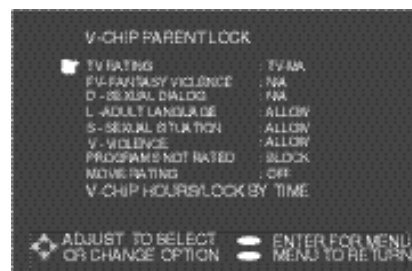 V-CHIP PARENT LOCK
TV RATING : TV-MA
FV-FANTASY VIOLENCE : N/A
D - SEXUAL DIALOG : N/A
L -ADULT LANGUAGE : ALLOW
S - SEXUAL SITUATION : ALLOW
V - VIOLENCE : ALLOW
PROGRAMS NOT RATED : BLOCK
MOVIE RATING : OFF
V-CHIP HOURS/LOCK BY TIME
ADJUST TO SELECT ENTER FOR MENU
OR CHANGE OPTION MENU TO RETURN